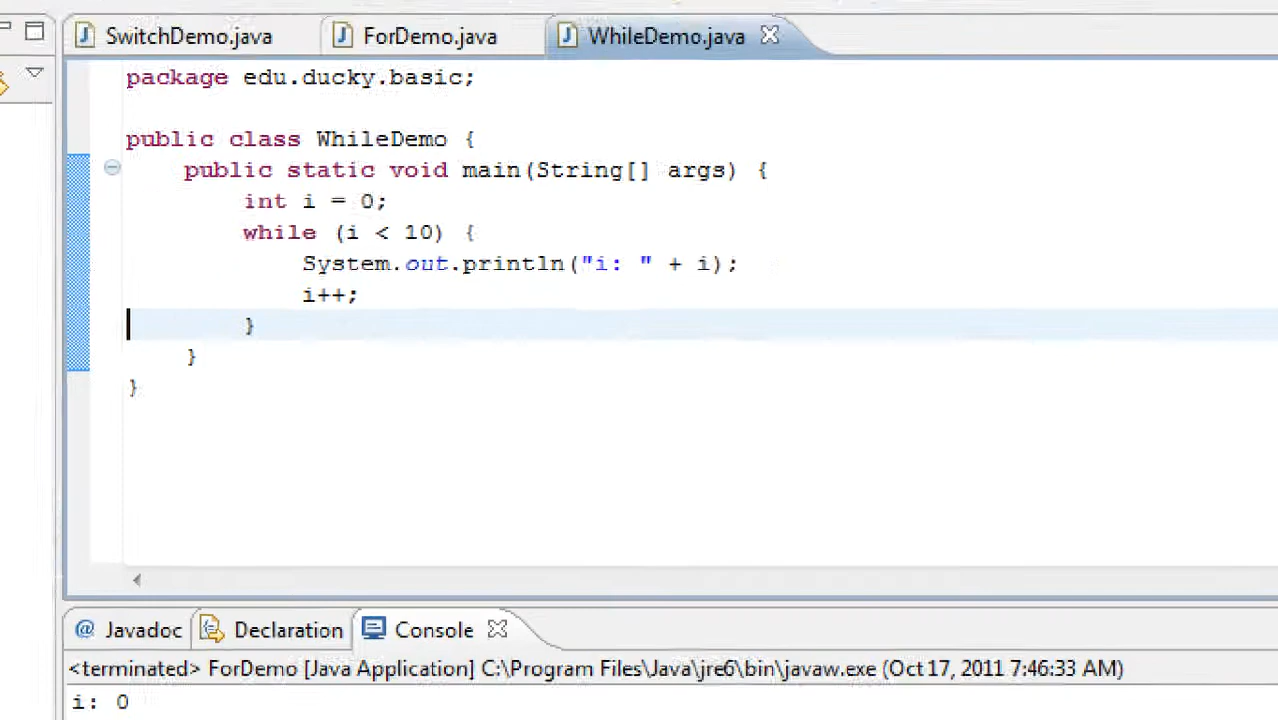 SwitchDemo.java ForDemo.java WhileDemo.java
package edu.ducky.basic;
public class WhileDemo {
public static void main(String[] args) {
int i = 0;
while (i < 10) {
System.out.println("i: " + i);
i++;
}
}
}
@ Javadoc Declaration Console
<terminated> ForDemo [Java Application] C:\Program Files\Java\jre6\bin\javaw.exe (Oct 17, 2011 7:46:33 AM)
i: 0